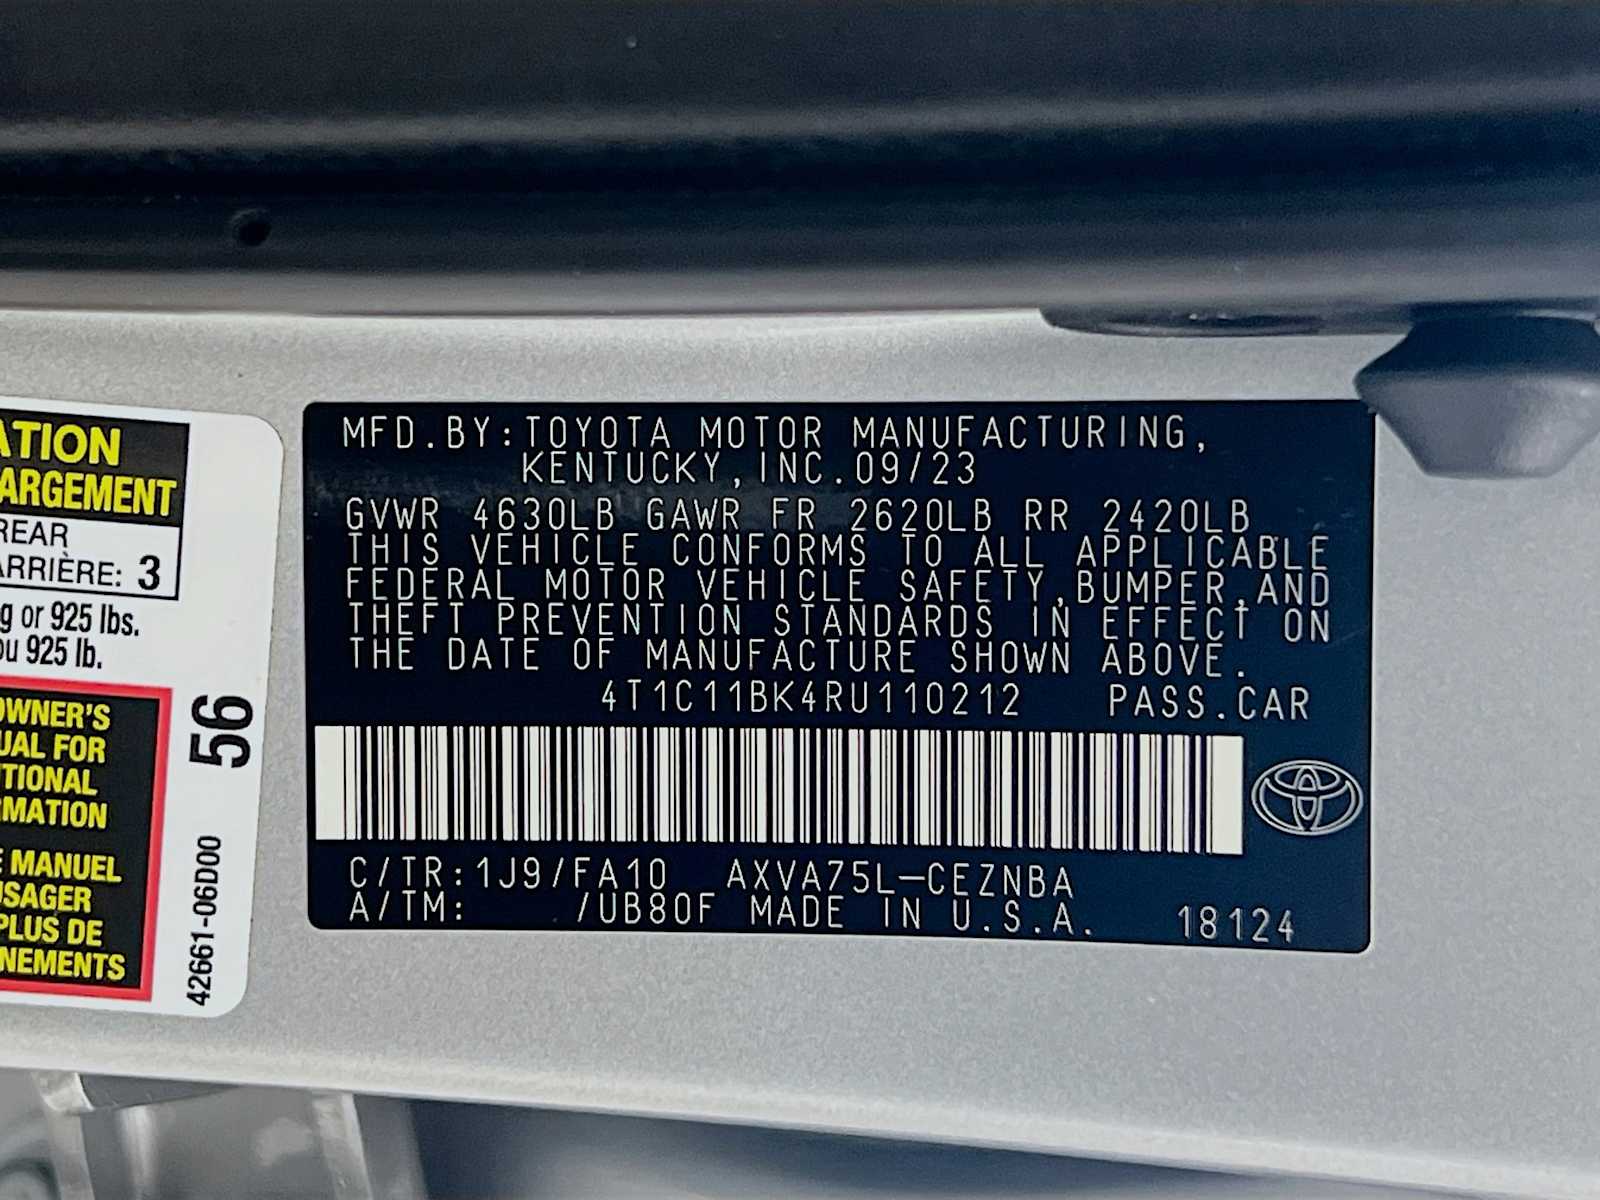 ATION
ARGEMENT
REAR
ARRIÈRE: 3
g or 925 lbs.
ou 925 lb.
OWNER'S
UAL FOR
ITIONAL
RMATION
E MANUEL
USAGER
PLUS DE
NEMENTS
56
42661-06D00
MFD.BY:TOYOTA MOTOR MANUFACTURING,
KENTUCKY,INC.09/23
GVWR 4630LB GAWR FR 2620LB RR 2420LB
THIS VEHICLE CONFORMS TO ALL APPLICABLE
FEDERAL MOTOR VEHICLE SAFETY,BUMPER,AND
THEFT PREVENTION STANDARDS IN EFFECT ON
THE DATE OF MANUFACTURE SHOWN ABOVE.
4T1C11BK4RU110212 PASS.CAR
C/TR:1J9/FA10 AXVA75L-CEZNBA
A/TM: /UB80F MADE IN U.S.A. 18124